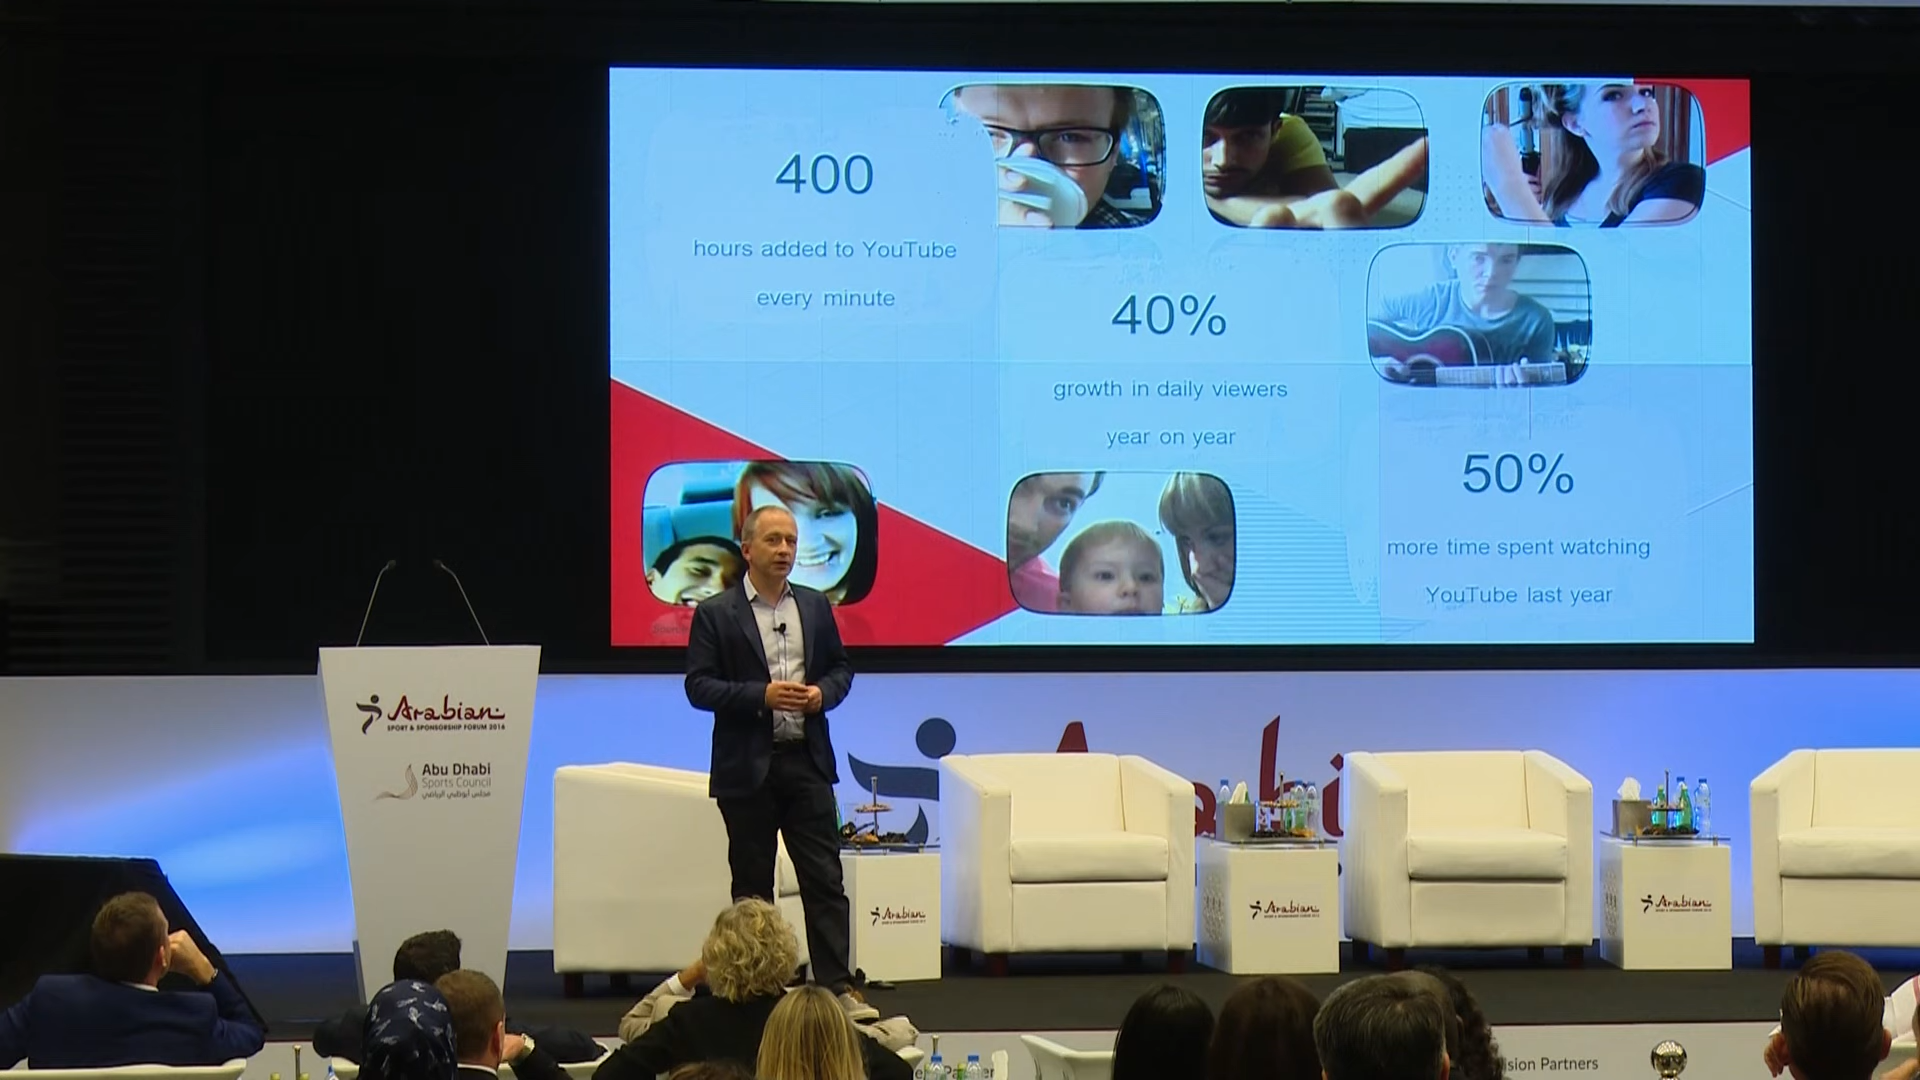 400
hours added to YouTube
every minute
40%
growth in daily viewers
year on year
50%
more time spent watching
YouTube last year
Arabian
SPORT & SPONSORSHIP FORUM 2016
Abu Dhabi
Sports Council
مجلس أبوظبي الرياضي
Arabian
Arabian
Arabian
Partners